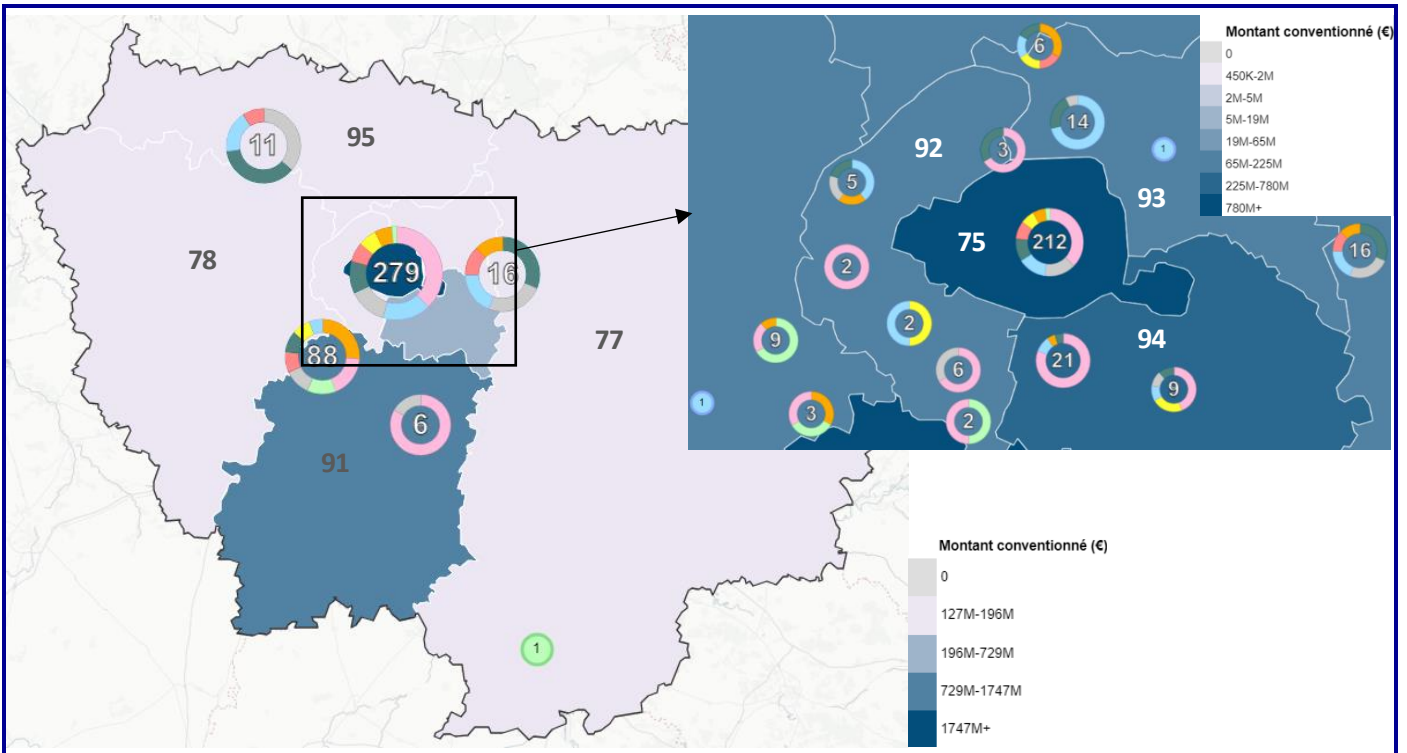 95
11
78
279
16
77
88
6
91
1
6
14
92
3
1
5
93
75
212
16
2
2
9
94
21
6
9
1
3
2
Montant conventionné (€)
0
450K-2M
2M-5M
5M-19M
19M-65M
65M-225M
225M-780M
780M+
Montant conventionné (€)
0
127M-196M
196M-729M
729M-1747M
1747M+